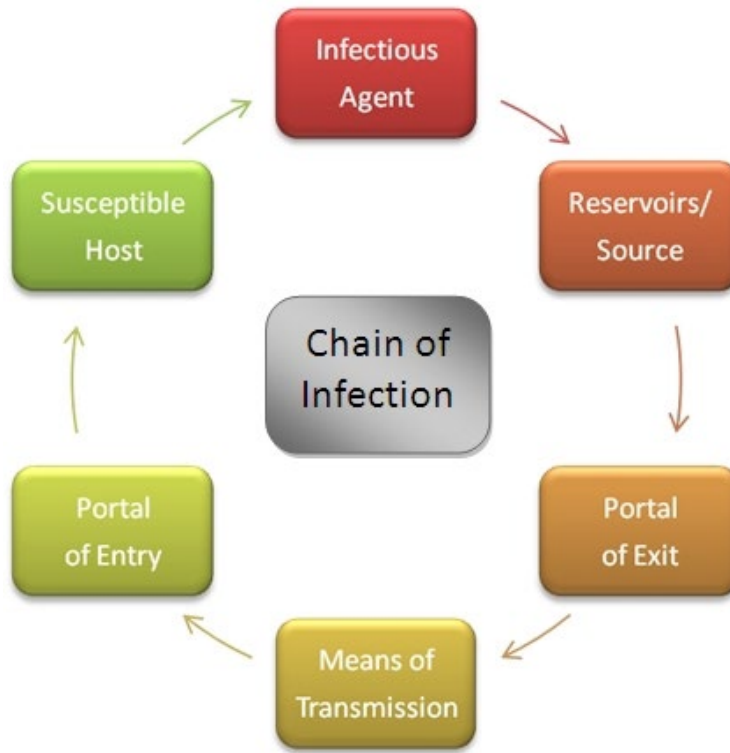 Infectious
Agent
Reservoirs/
Source
Portal
of Exit
Means of
Transmission
Portal
of Entry
Susceptible
Host
Chain of
Infection